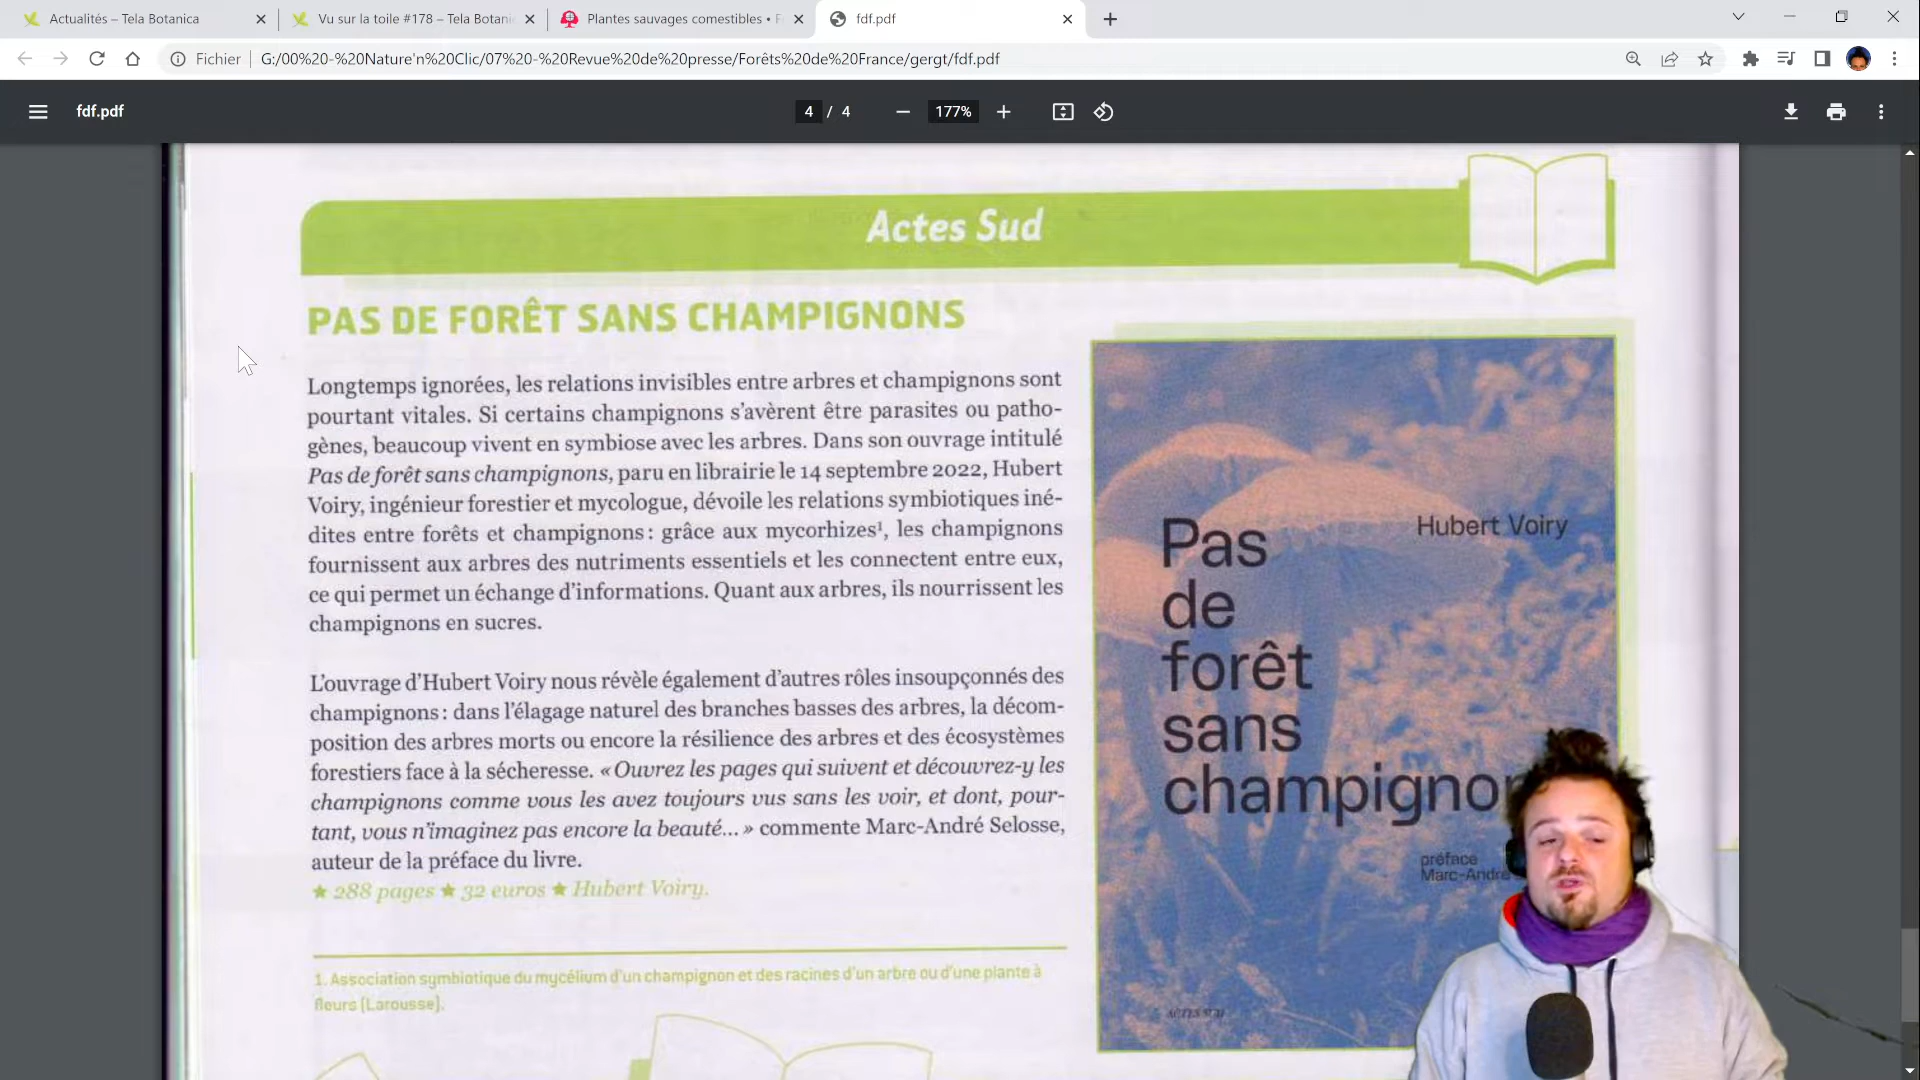 Actualités – Tela Botanica
Vu sur la toile #178 – Tela Botani
Plantes sauvages comestibles • F
fdf.pdf
Fichier
G:/00%20-%20Nature'n%20Clic/07%20-%20Revue%20de%20presse/Forêts%20de%20France/gergt/fdf.pdf
fdf.pdf
4 / 4
177%
Actes Sud
PAS DE FORÊT SANS CHAMPIGNONS
Longtemps ignorées, les relations invisibles entre arbres et champignons sont
pourtant vitales. Si certains champignons s'avèrent être parasites ou patho-
gènes, beaucoup vivent en symbiose avec les arbres. Dans son ouvrage intitulé
Pas de forêt sans champignons, paru en librairie le 14 septembre 2022, Hubert
Voiry, ingénieur forestier et mycologue, dévoile les relations symbiotiques iné-
dites entre forêts et champignons : grâce aux mycorhizes¹, les champignons
fournissent aux arbres des nutriments essentiels et les connectent entre eux,
ce qui permet un échange d'informations. Quant aux arbres, ils nourrissent les
champignons en sucres.
L'ouvrage d'Hubert Voiry nous révèle également d'autres rôles insoupçonnés des
champignons : dans l'élagage naturel des branches basses des arbres, la décom-
position des arbres morts ou encore la résilience des arbres et des écosystèmes
forestiers face à la sécheresse. «Ouvrez les pages qui suivent et découvrez-y les
champignons comme vous les avez toujours vus sans les voir, et dont, pour-
tant, vous n'imaginez pas encore la beauté...» commente Marc-André Selosse,
auteur de la préface du livre.
★ 288 pages ★ 32 euros ★ Hubert Voiry.
1. Association symbiotique du mycélium d'un champignon et des racines d'un arbre ou d'une plante à
fleurs (Larousse).
Hubert Voiry
Pas
de
forêt
sans
champignon
préface
Marc-André
ACTES SUD